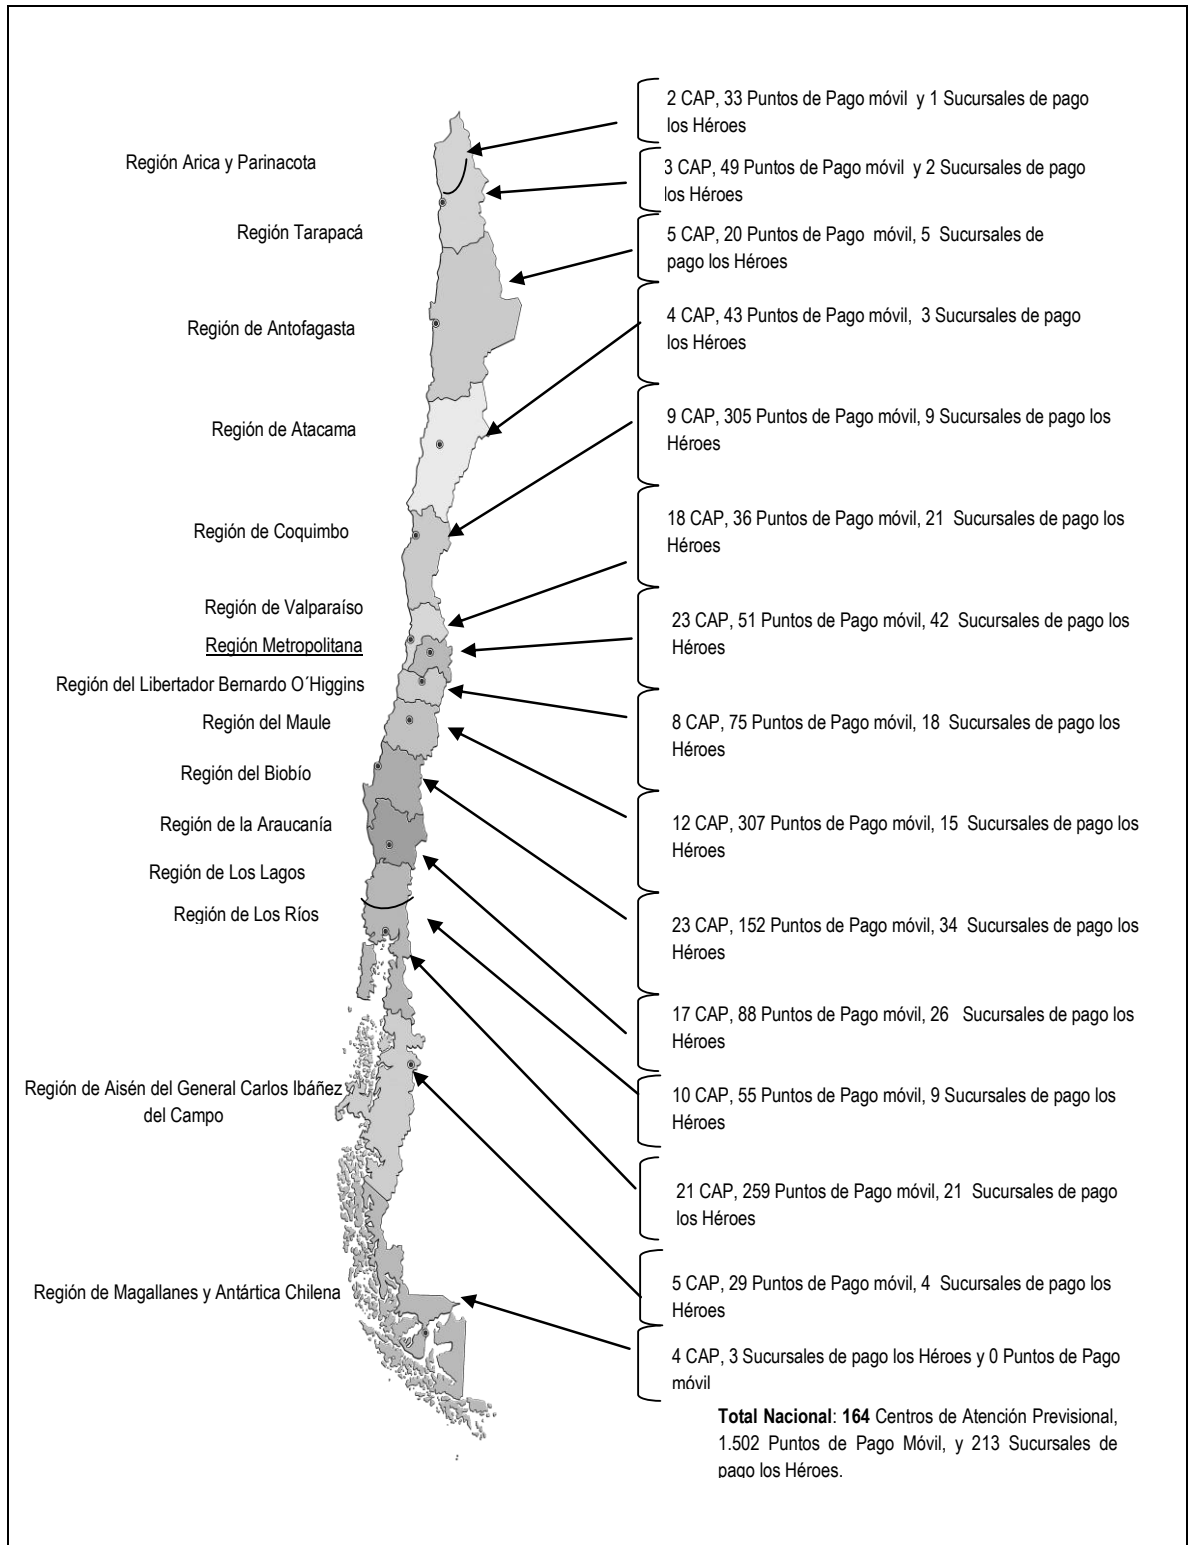 2 CAP, 33 Puntos de Pago móvil y 1 Sucursales de pago
los Héroes
Región Arica y Parinacota
3 CAP, 49 Puntos de Pago móvil y 2 Sucursales de pago
los Héroes
Región Tarapacá
5 CAP, 20 Puntos de Pago móvil, 5 Sucursales de
pago los Héroes
Región de Antofagasta
4 CAP, 43 Puntos de Pago móvil, 3 Sucursales de pago
los Héroes
Región de Atacama
9 CAP, 305 Puntos de Pago móvil, 9 Sucursales de pago los
Héroes
Región de Coquimbo
18 CAP, 36 Puntos de Pago móvil, 21 Sucursales de pago los
Héroes
Región de Valparaíso
Región Metropolitana
23 CAP, 51 Puntos de Pago móvil, 42 Sucursales de pago los
Héroes
Región del Libertador Bernardo O´Higgins
Región del Maule
8 CAP, 75 Puntos de Pago móvil, 18 Sucursales de pago los
Héroes
Región del Biobío
Región de la Araucanía
12 CAP, 307 Puntos de Pago móvil, 15 Sucursales de pago los
Héroes
Región de Los Lagos
Región de Los Ríos
23 CAP, 152 Puntos de Pago móvil, 34 Sucursales de pago los
Héroes
17 CAP, 88 Puntos de Pago móvil, 26 Sucursales de pago los
Héroes
Región de Aisén del General Carlos Ibáñez
del Campo
10 CAP, 55 Puntos de Pago móvil, 9 Sucursales de pago los
Héroes
21 CAP, 259 Puntos de Pago móvil, 21 Sucursales de pago
los Héroes
Región de Magallanes y Antártica Chilena
5 CAP, 29 Puntos de Pago móvil, 4 Sucursales de pago los
Héroes
4 CAP, 3 Sucursales de pago los Héroes y 0 Puntos de Pago
móvil
Total Nacional: 164 Centros de Atención Previsional,
1.502 Puntos de Pago Móvil, y 213 Sucursales de
pago los Héroes.